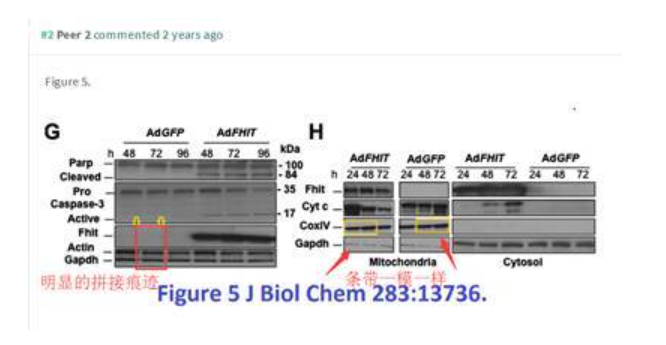 #2 Peer 2 commented 2 years ago
Figure 5.
G
AdGFP AdFHIT
h 48 72 96 48 72 96 kDa
Parp - 100
Cleaved - 84
Pro - 35
Caspase-3
Active - 17
Fhit
Actin
Gapdh
明显的拼接痕迹
H
AdFHIT AdGFP AdFHIT AdGFP
h 24 48 72 24 48 72 24 48 72 24 48 72
Fhit
Cyt c
CoxIV
Gapdh
Mitochondria Cytosol
条带一模一样
Figure 5 J Biol Chem 283:13736.